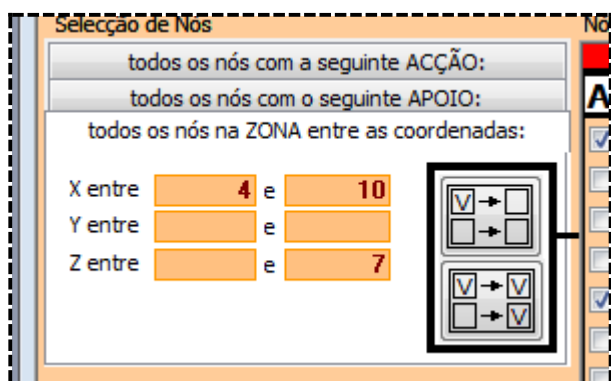 Selecção de Nós
todos os nós com a seguinte ACÇÃO:
todos os nós com o seguinte APOIO:
todos os nós na ZONA entre as coordenadas:
X entre 4 e 10
Y entre e
Z entre e 7
V
V V
V
Nó
A